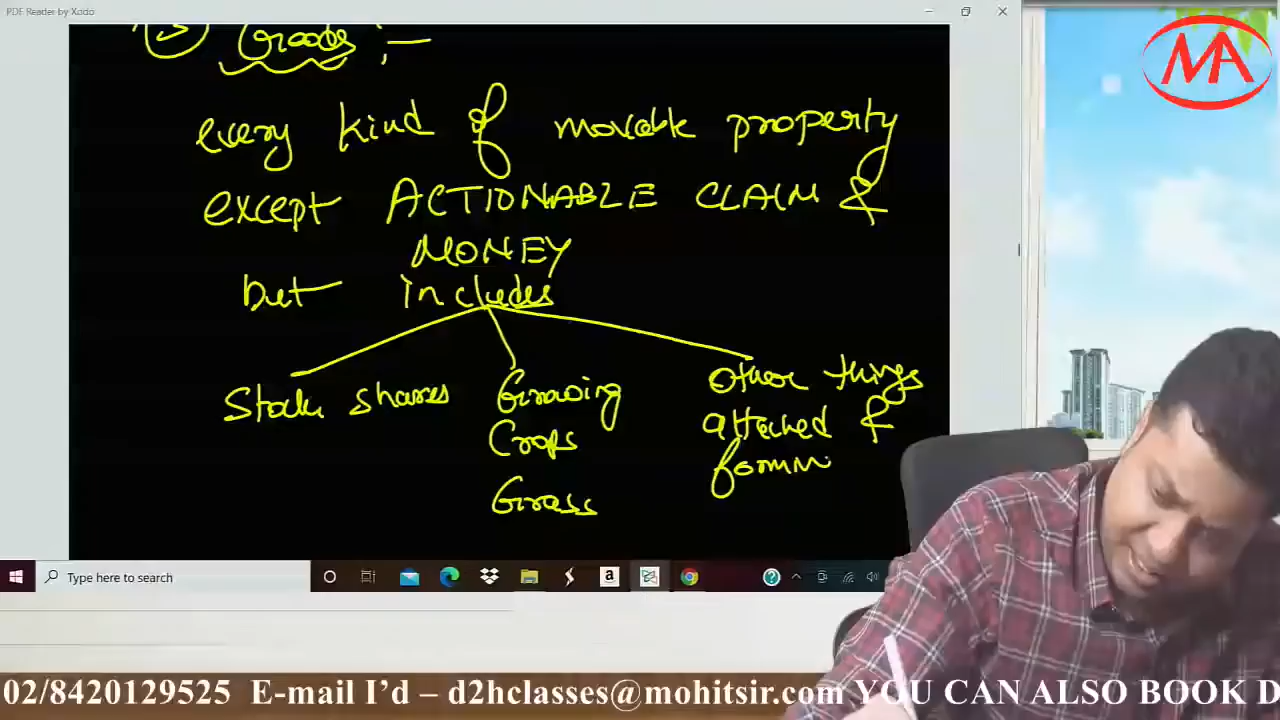 PDF Reader by Xodo
Goods :-
every kind of movable property
except ACTIONABLE CLAIM &
MONEY
but includes
Stock shares
Growing
Crops
Grass
Other things
attached &
formin
Type here to search
MA
02/8420129525 E-mail I’d – d2hclasses@mohitsir.com YOU CAN ALSO BOOK D